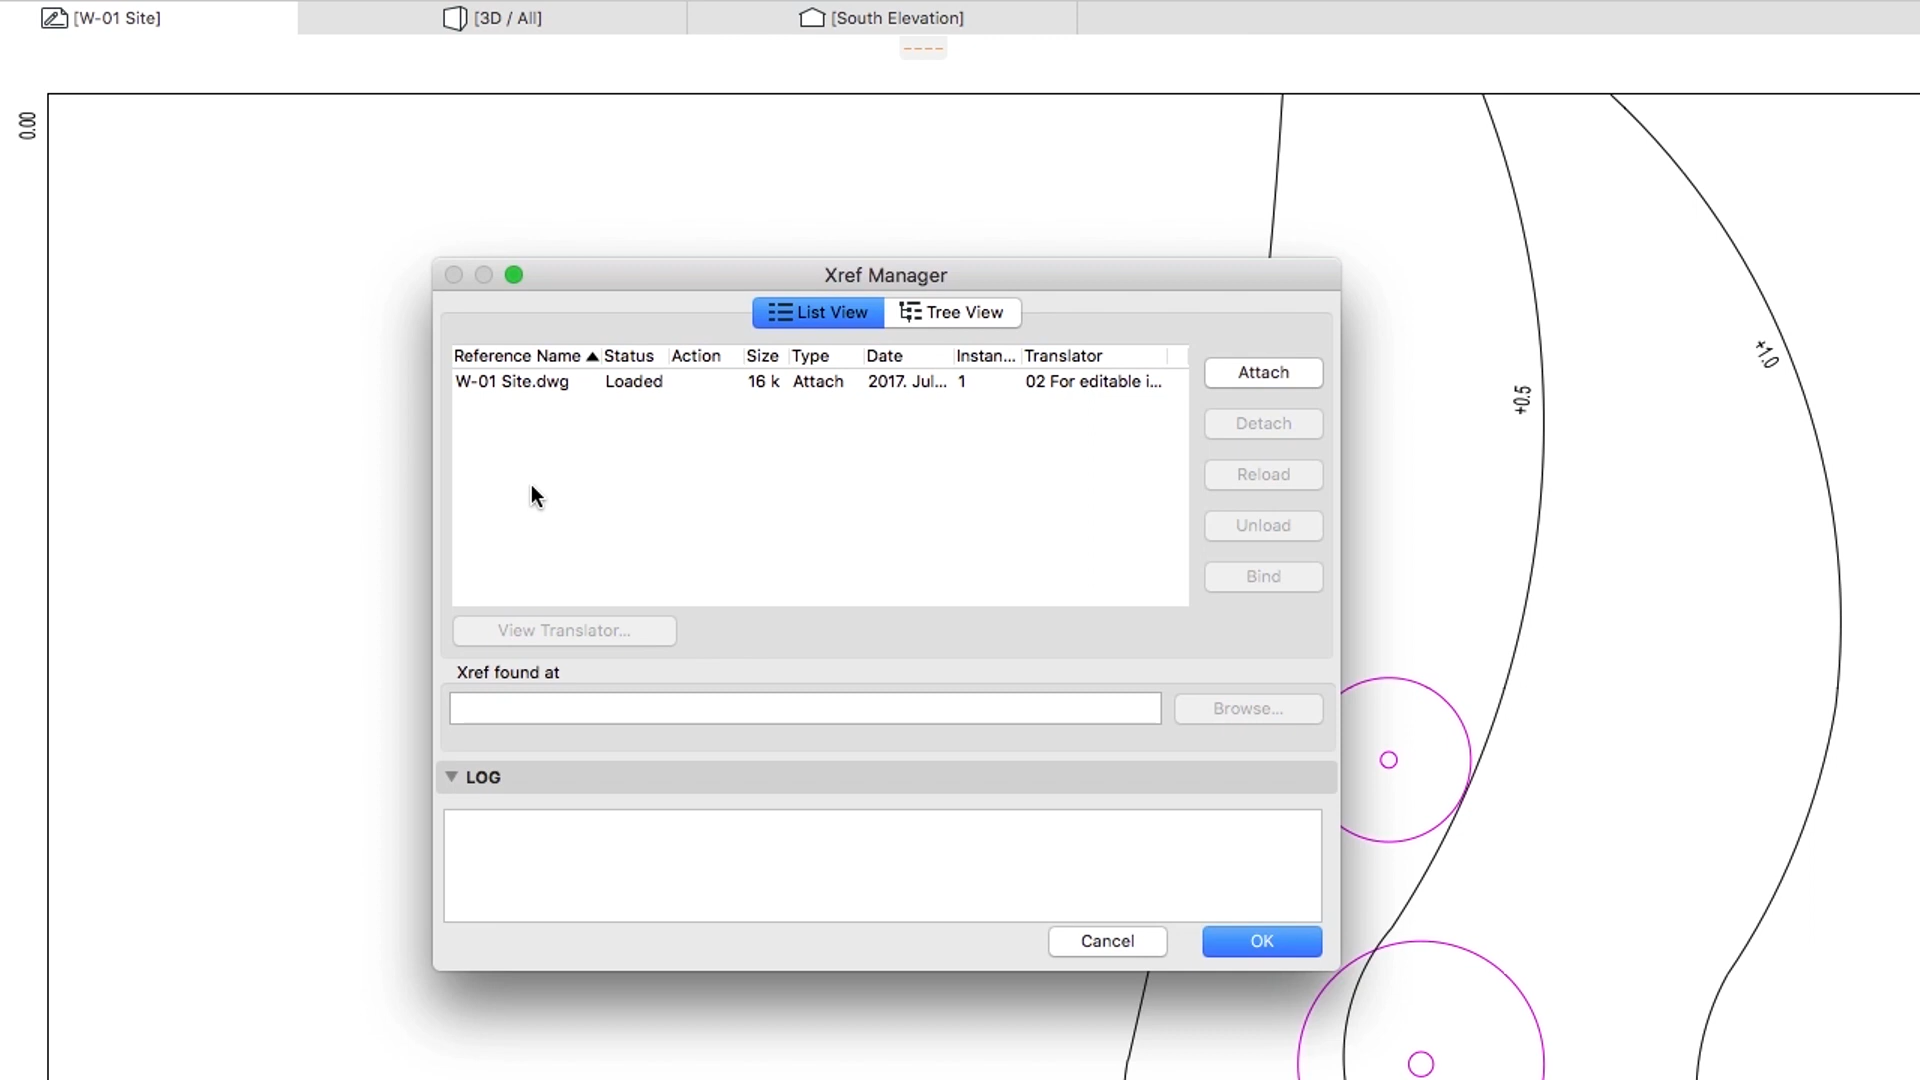 [W-01 Site]
[3D / All]
[South Elevation]
0.00
Xref Manager
List View
Tree View
Reference Name Status Action Size Type Date Instan... Translator
W-01 Site.dwg Loaded 16 k Attach 2017. Jul... 1 02 For editable i...
Attach
Detach
Reload
Unload
Bind
View Translator...
Xref found at
Browse...
LOG
Cancel
OK
+0.5
+1.0